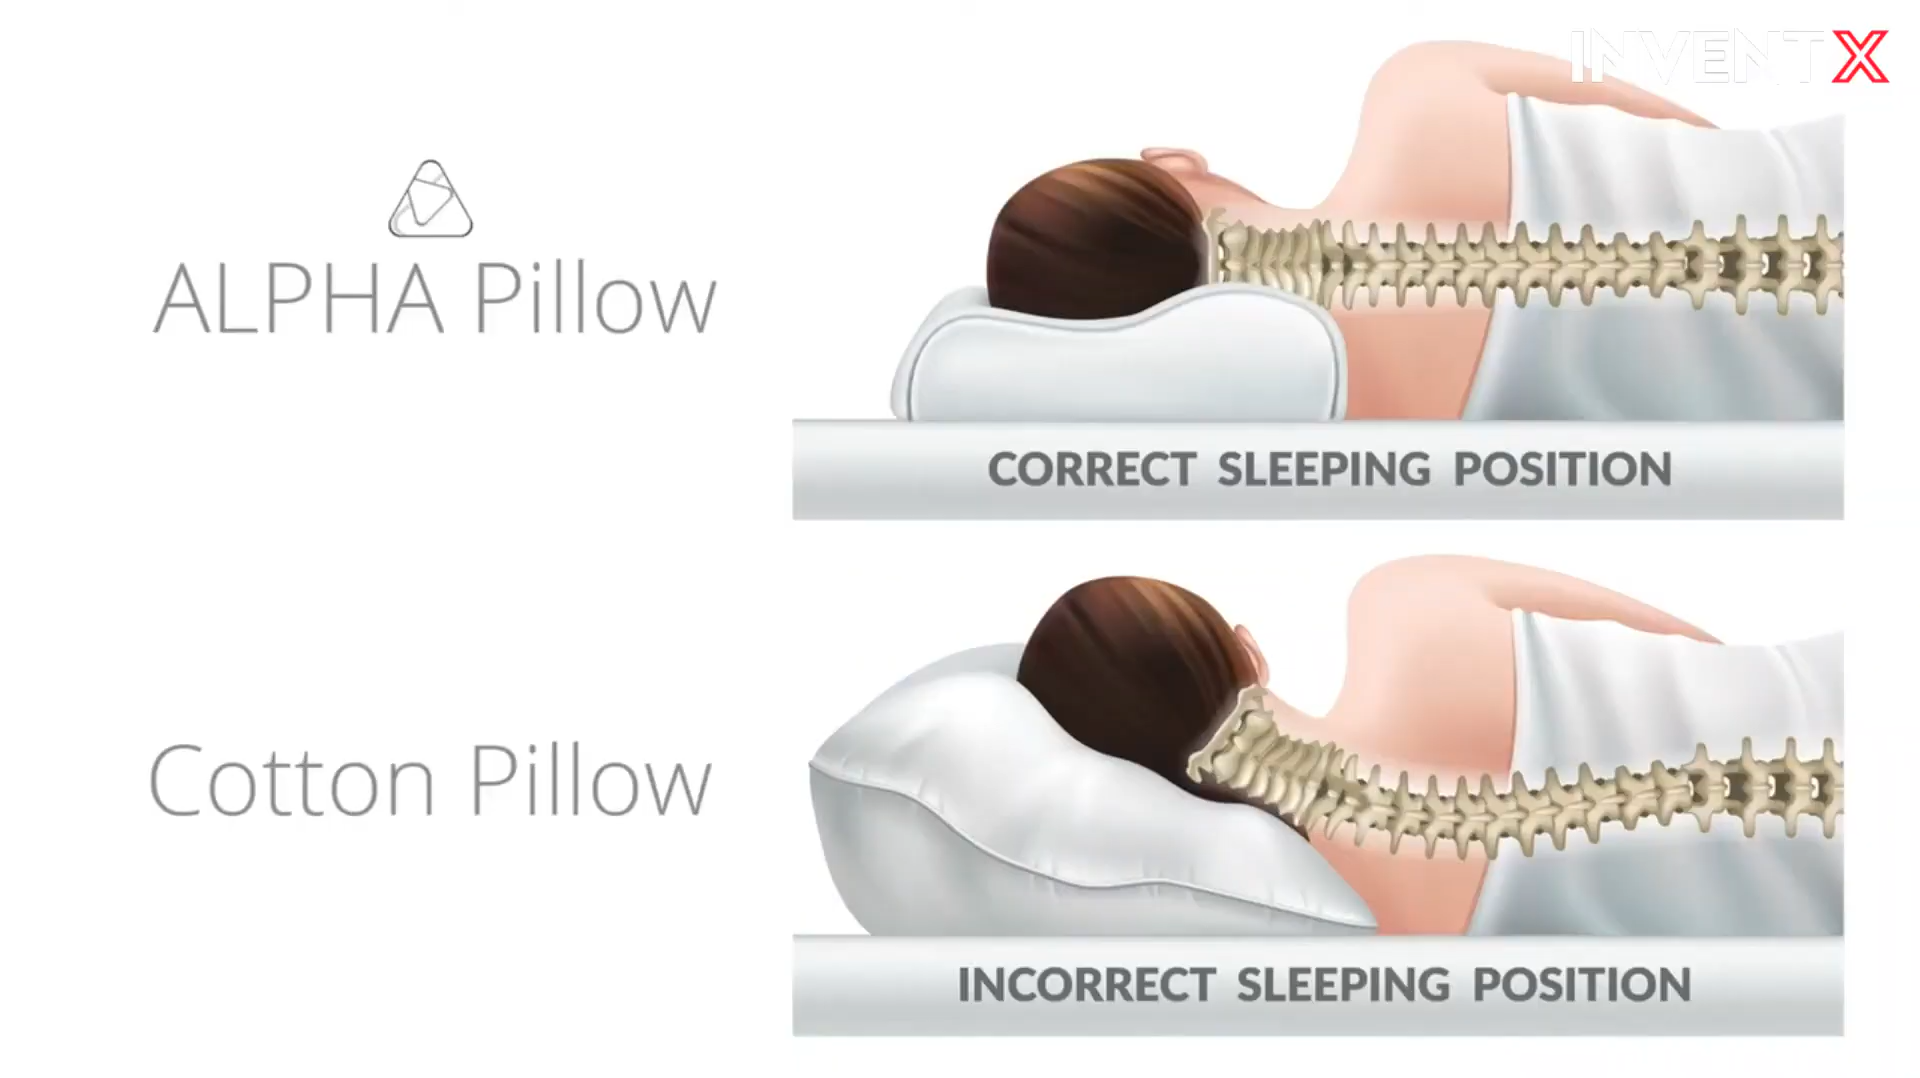 INVENTX
ALPHA Pillow
CORRECT SLEEPING POSITION
Cotton Pillow
INCORRECT SLEEPING POSITION